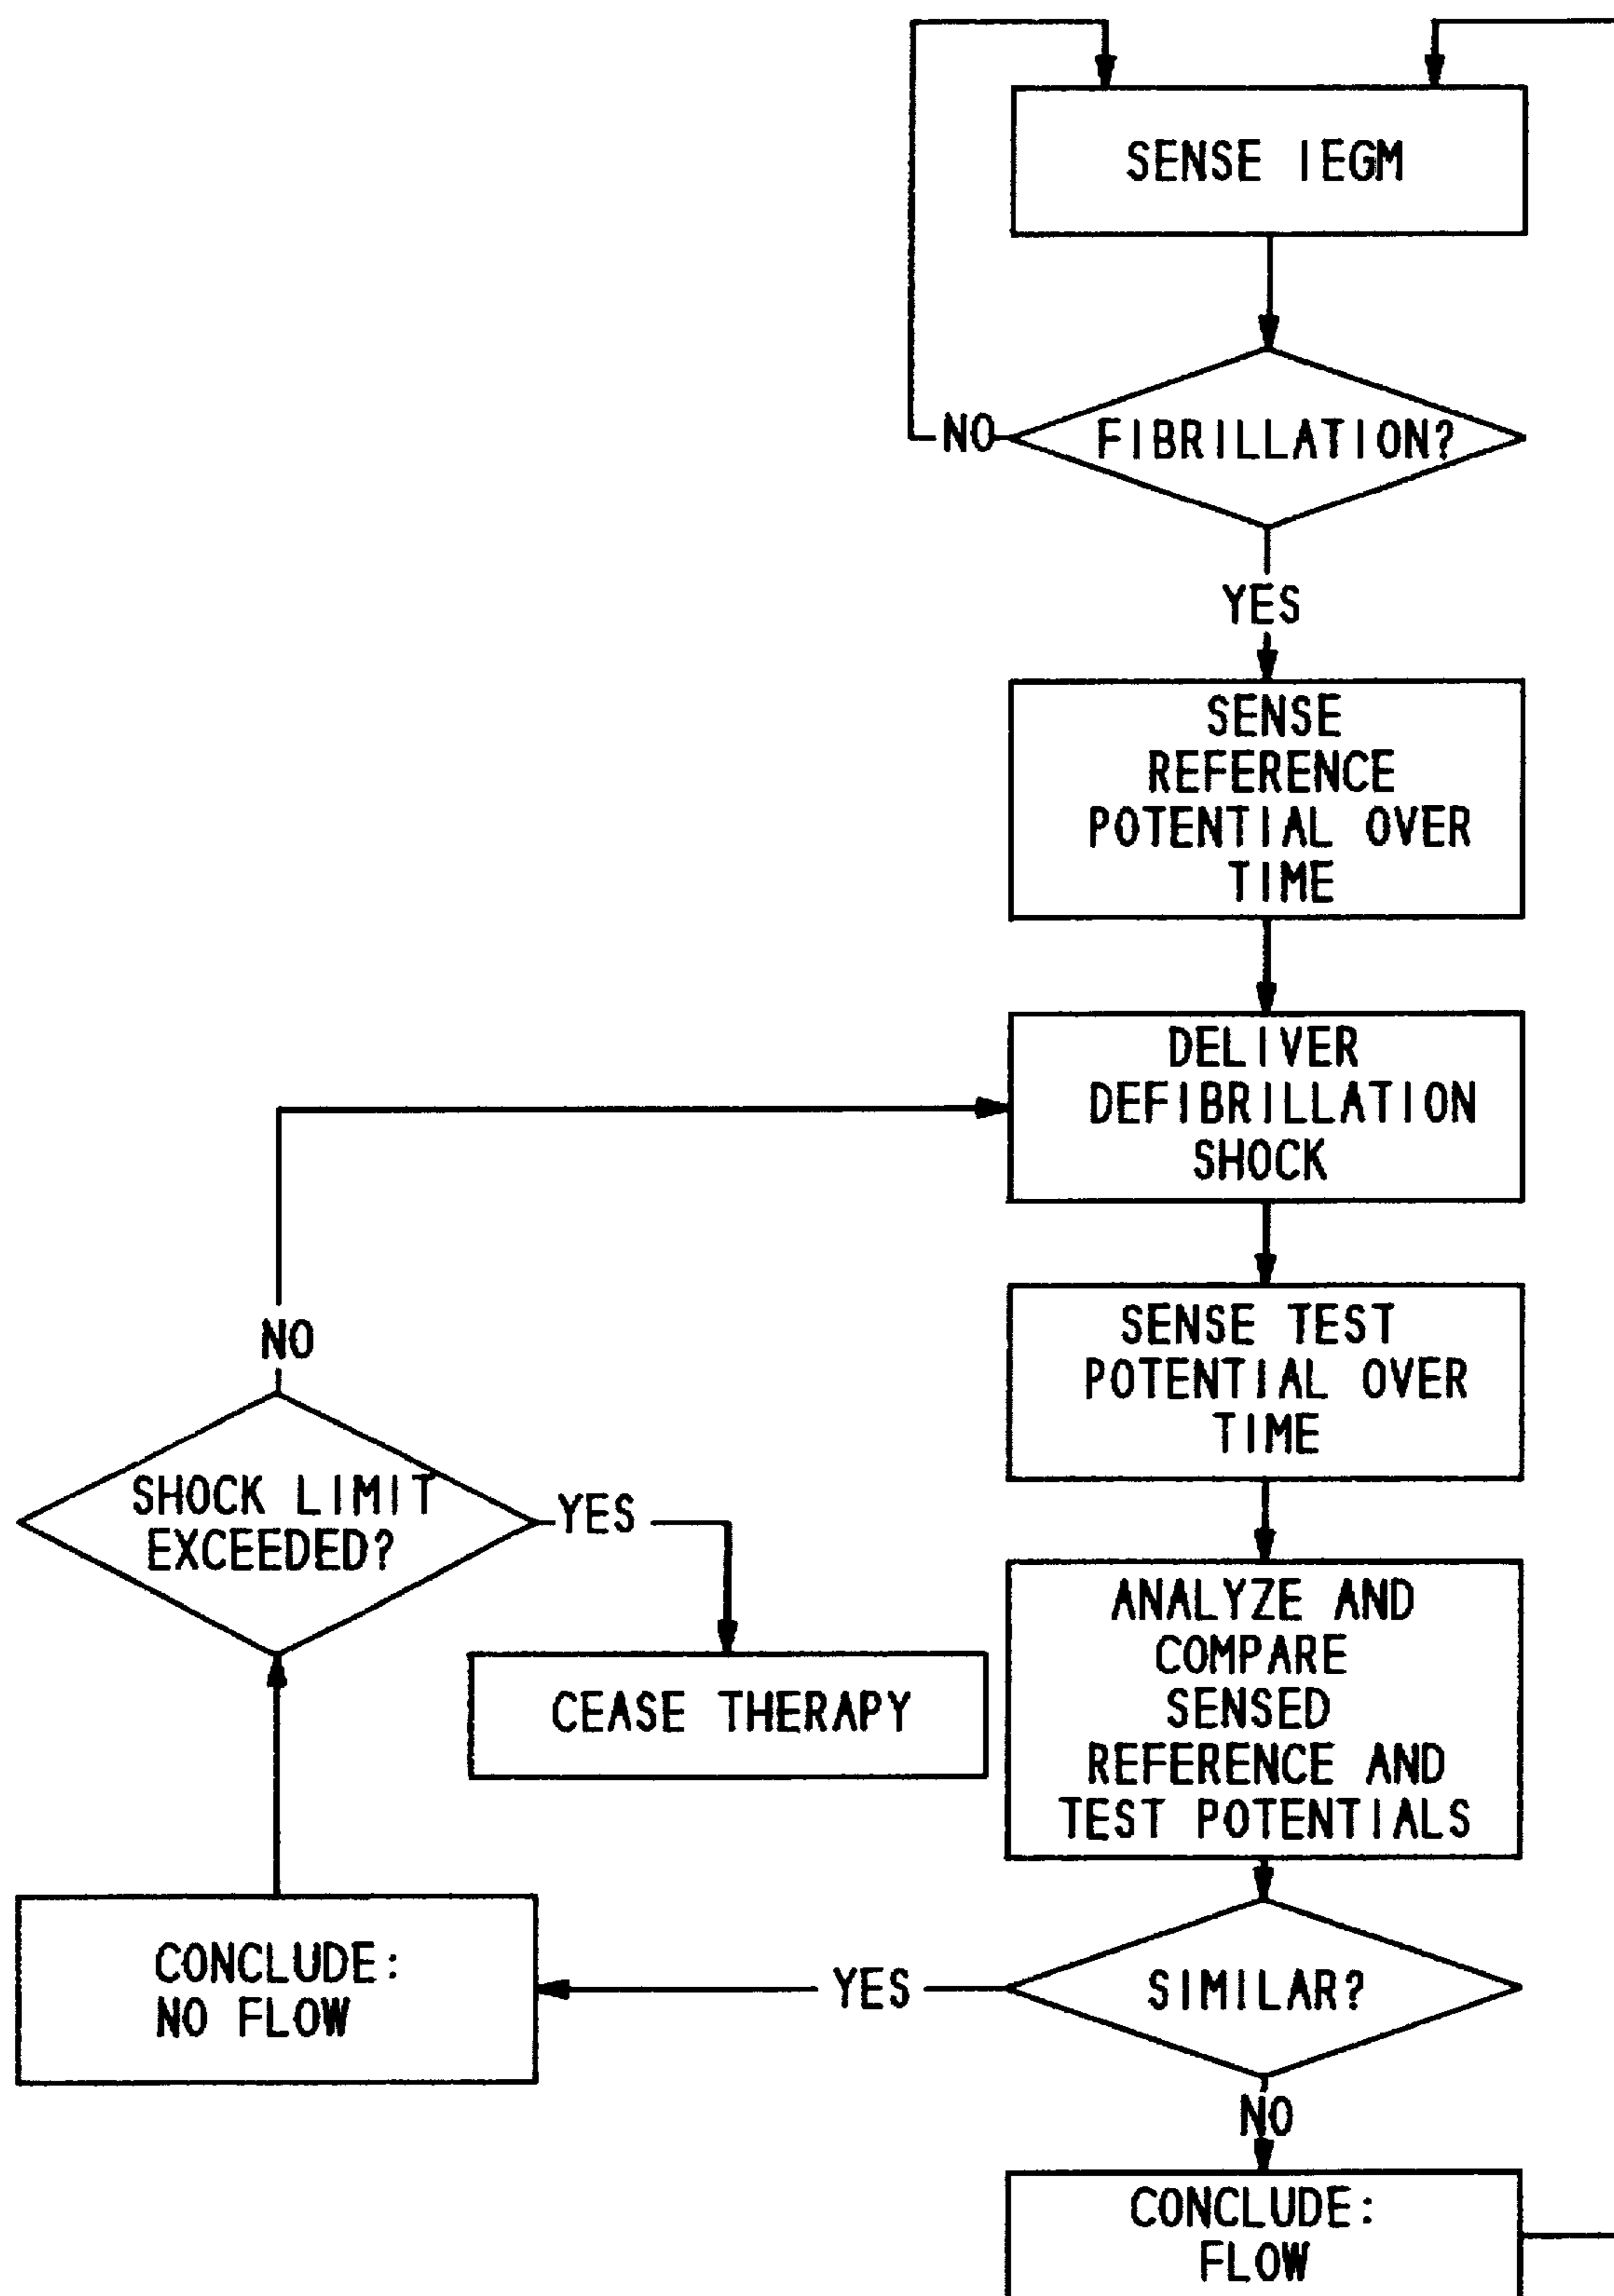 SENSE IEGM
FIBRILLATION?
NO
YES
SENSE
REFERENCE
POTENTIAL OVER
TIME
DELIVER
DEFIBRILLATION
SHOCK
SENSE TEST
POTENTIAL OVER
TIME
ANALYZE AND
COMPARE
SENSED
REFERENCE AND
TEST POTENTIALS
SIMILAR?
YES
CONCLUDE:
NO FLOW
SHOCK LIMIT
EXCEEDED?
NO
YES
CEASE THERAPY
NO
CONCLUDE:
FLOW